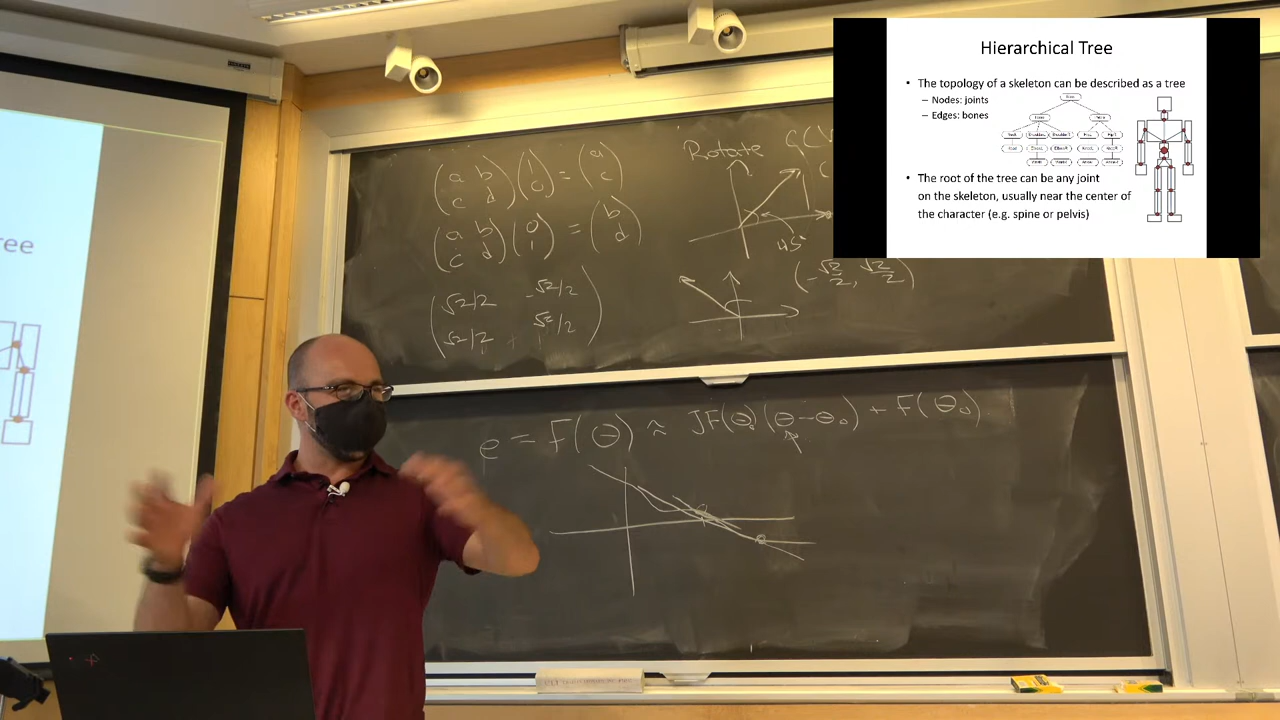 Hierarchical Tree
• The topology of a skeleton can be described as a tree
– Nodes: joints
– Edges: bones
• The root of the tree can be any joint
on the skeleton, usually near the center of
the character (e.g. spine or pelvis)
ree
(a b
c d) (1
0) = (a
c)
(a b
c d) (0
1) = (b
d)
(√2/2 -√2/2
√2/2 + √2/2)
Rotate
45°
(-√2/2, √2/2)
e = F(θ) ≈ JF(θ₀)(θ-θ₀) + F(θ₀)